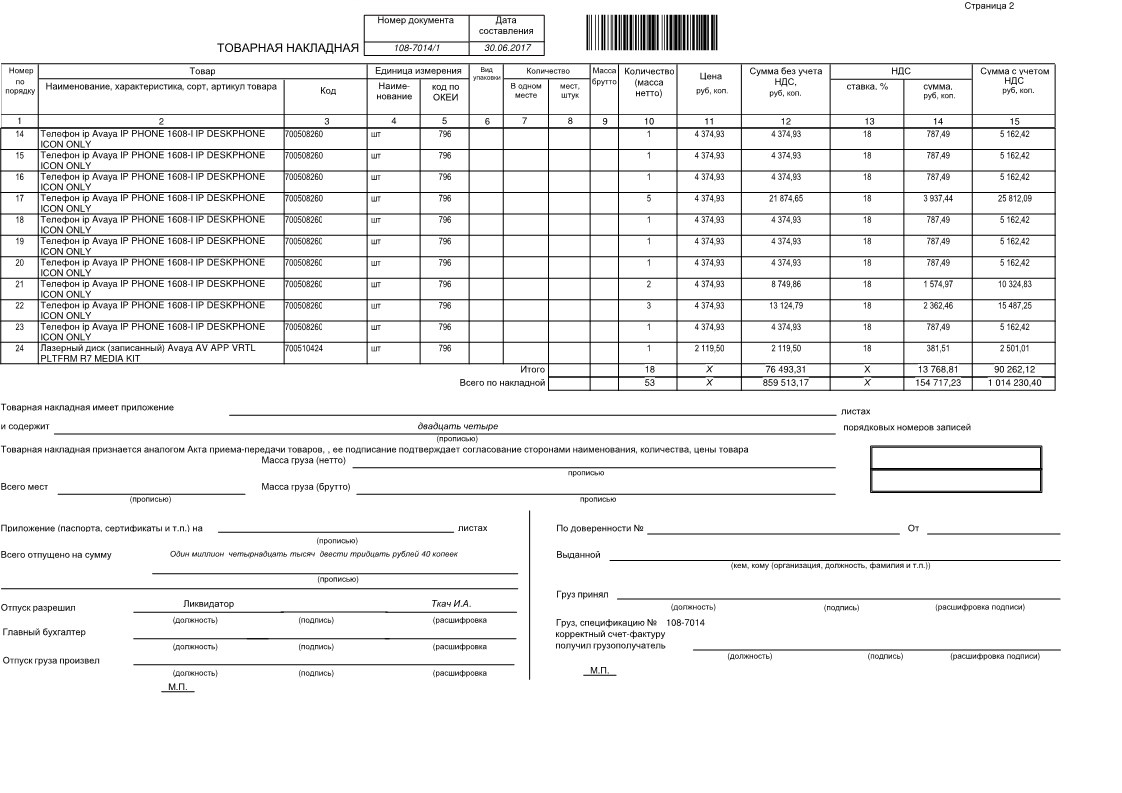 Страница 2
Номер документа Дата составления
ТОВАРНАЯ НАКЛАДНАЯ 108-7014/1 30.06.2017
Номер по порядку Товар Единица измерения Вид упаковки Количество Масса брутто Количество (масса нетто) Цена руб, коп. Сумма без учета НДС, руб, коп. НДС Сумма с учетом НДС руб, коп.
Наименование, характеристика, сорт, артикул товара Код Наиме-нование код по ОКЕИ В одном месте мест, штук ставка, % сумма, руб, коп.
1 2 3 4 5 6 7 8 9 10 11 12 13 14 15
14 Телефон ip Avaya IP PHONE 1608-I IP DESKPHONE 700508260 шт 796 1 4 374,93 4 374,93 18 787,49 5 162,42
ICON ONLY
15 Телефон ip Avaya IP PHONE 1608-I IP DESKPHONE 700508260 шт 796 1 4 374,93 4 374,93 18 787,49 5 162,42
ICON ONLY
16 Телефон ip Avaya IP PHONE 1608-I IP DESKPHONE 700508260 шт 796 1 4 374,93 4 374,93 18 787,49 5 162,42
ICON ONLY
17 Телефон ip Avaya IP PHONE 1608-I IP DESKPHONE 700508260 шт 796 5 4 374,93 21 874,65 18 3 937,44 25 812,09
ICON ONLY
18 Телефон ip Avaya IP PHONE 1608-I IP DESKPHONE 700508260 шт 796 1 4 374,93 4 374,93 18 787,49 5 162,42
ICON ONLY
19 Телефон ip Avaya IP PHONE 1608-I IP DESKPHONE 700508260 шт 796 1 4 374,93 4 374,93 18 787,49 5 162,42
ICON ONLY
20 Телефон ip Avaya IP PHONE 1608-I IP DESKPHONE 700508260 шт 796 1 4 374,93 4 374,93 18 787,49 5 162,42
ICON ONLY
21 Телефон ip Avaya IP PHONE 1608-I IP DESKPHONE 700508260 шт 796 2 4 374,93 8 749,86 18 1 574,97 10 324,83
ICON ONLY
22 Телефон ip Avaya IP PHONE 1608-I IP DESKPHONE 700508260 шт 796 3 4 374,93 13 124,79 18 2 362,46 15 487,25
ICON ONLY
23 Телефон ip Avaya IP PHONE 1608-I IP DESKPHONE 700508260 шт 796 1 4 374,93 4 374,93 18 787,49 5 162,42
ICON ONLY
24 Лазерный диск (записанный) Avaya AV APP VRTL 700510424 шт 796 1 2 119,50 2 119,50 18 381,51 2 501,01
PLTFRM R7 MEDIA KIT
Итого 18 X 76 493,31 X 13 768,81 90 262,12
Всего по накладной 53 X 859 513,17 X 154 717,23 1 014 230,40
Товарная накладная имеет приложение листах
и содержит двадцать четыре порядковых номеров записей
(прописью)
Товарная накладная признается аналогом Акта приема-передачи товаров, , ее подписание подтверждает согласование сторонами наименования, количества, цены товара
Масса груза (нетто)
прописью
Всего мест Масса груза (брутто)
(прописью) прописью
Приложение (паспорта, сертификаты и т.п.) на листах
(прописью)
Всего отпущено на сумму Один миллион четырнадцать тысяч двести тридцать рублей 40 копеек
(прописью)
Отпуск разрешил Ликвидатор Ткач И.А.
(должность) (подпись) (расшифровка
Главный бухгалтер
(должность) (подпись) (расшифровка
Отпуск груза произвел
(должность) (подпись) (расшифровка
М.П.
По доверенности № От
Выданной
(кем, кому (организация, должность, фамилия и т.п.))
Груз принял
(должность) (подпись) (расшифровка подписи)
Груз, спецификацию № 108-7014
корректный счет-фактуру
получил грузополучатель
(должность) (подпись) (расшифровка подписи)
М.П.